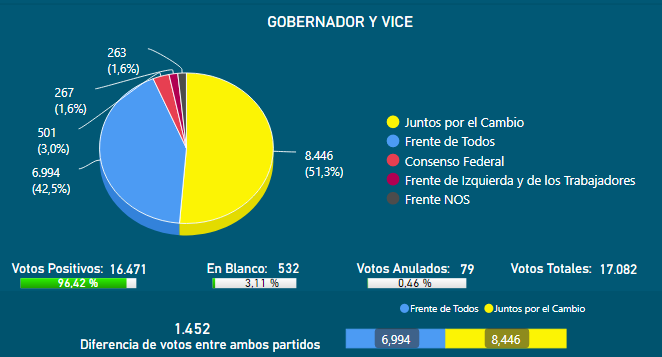 GOBERNADOR Y VICE
263
(1,6%)
267
(1,6%)
501
(3,0%)
6.994
(42,5%)
8.446
(51,3%)
Juntos por el Cambio
Frente de Todos
Consenso Federal
Frente de Izquierda y de los Trabajadores
Frente NOS
Votos Positivos: 16.471
96,42 %
En Blanco: 532
3,11 %
Votos Anulados: 79
0,46 %
Votos Totales: 17.082
Frente de Todos Juntos por el Cambio
1.452
Diferencia de votos entre ambos partidos
6,994 8,446